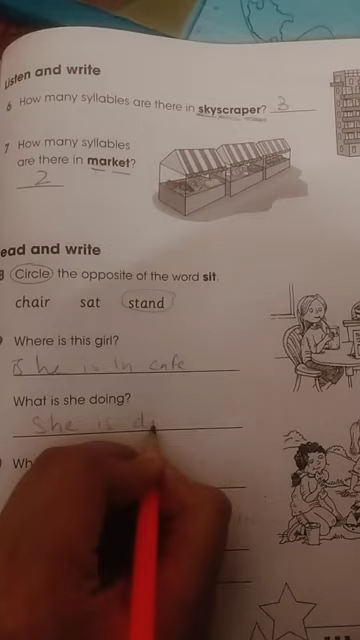 Listen and write
6 How many syllables are there in skyscraper? 3
7 How many syllables
are there in market?
2
ead and write
8 Circle the opposite of the word sit.
chair sat stand
Where is this girl?
she is in cafe
What is she doing?
She is d
Wh